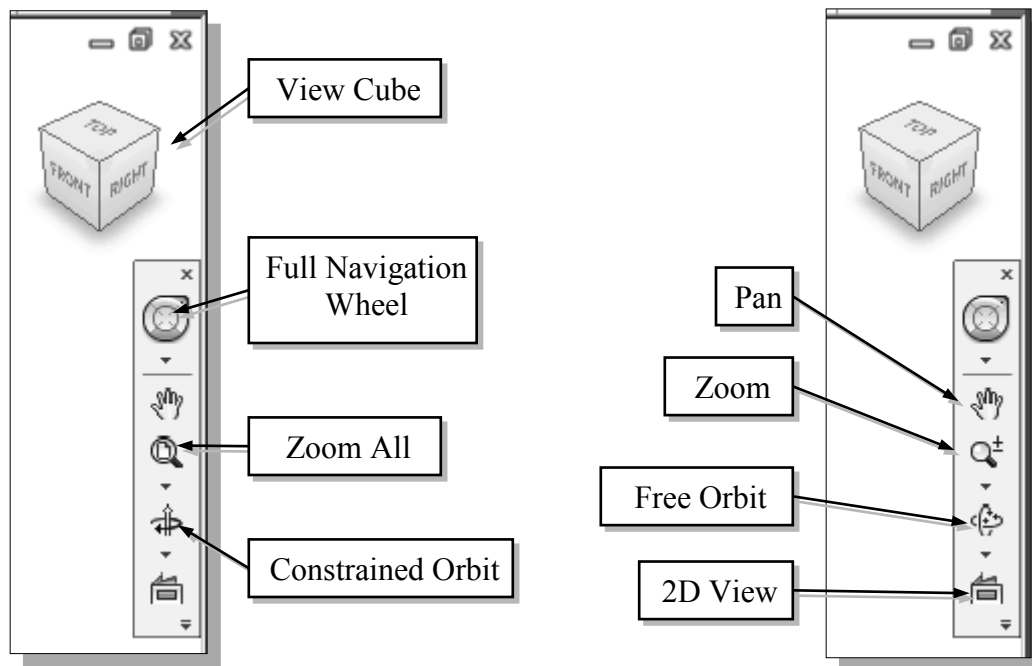 View Cube
TOP
FRONT
RIGHT
Full Navigation
Wheel
Zoom All
Constrained Orbit
TOP
FRONT
RIGHT
Pan
Zoom
Free Orbit
2D View